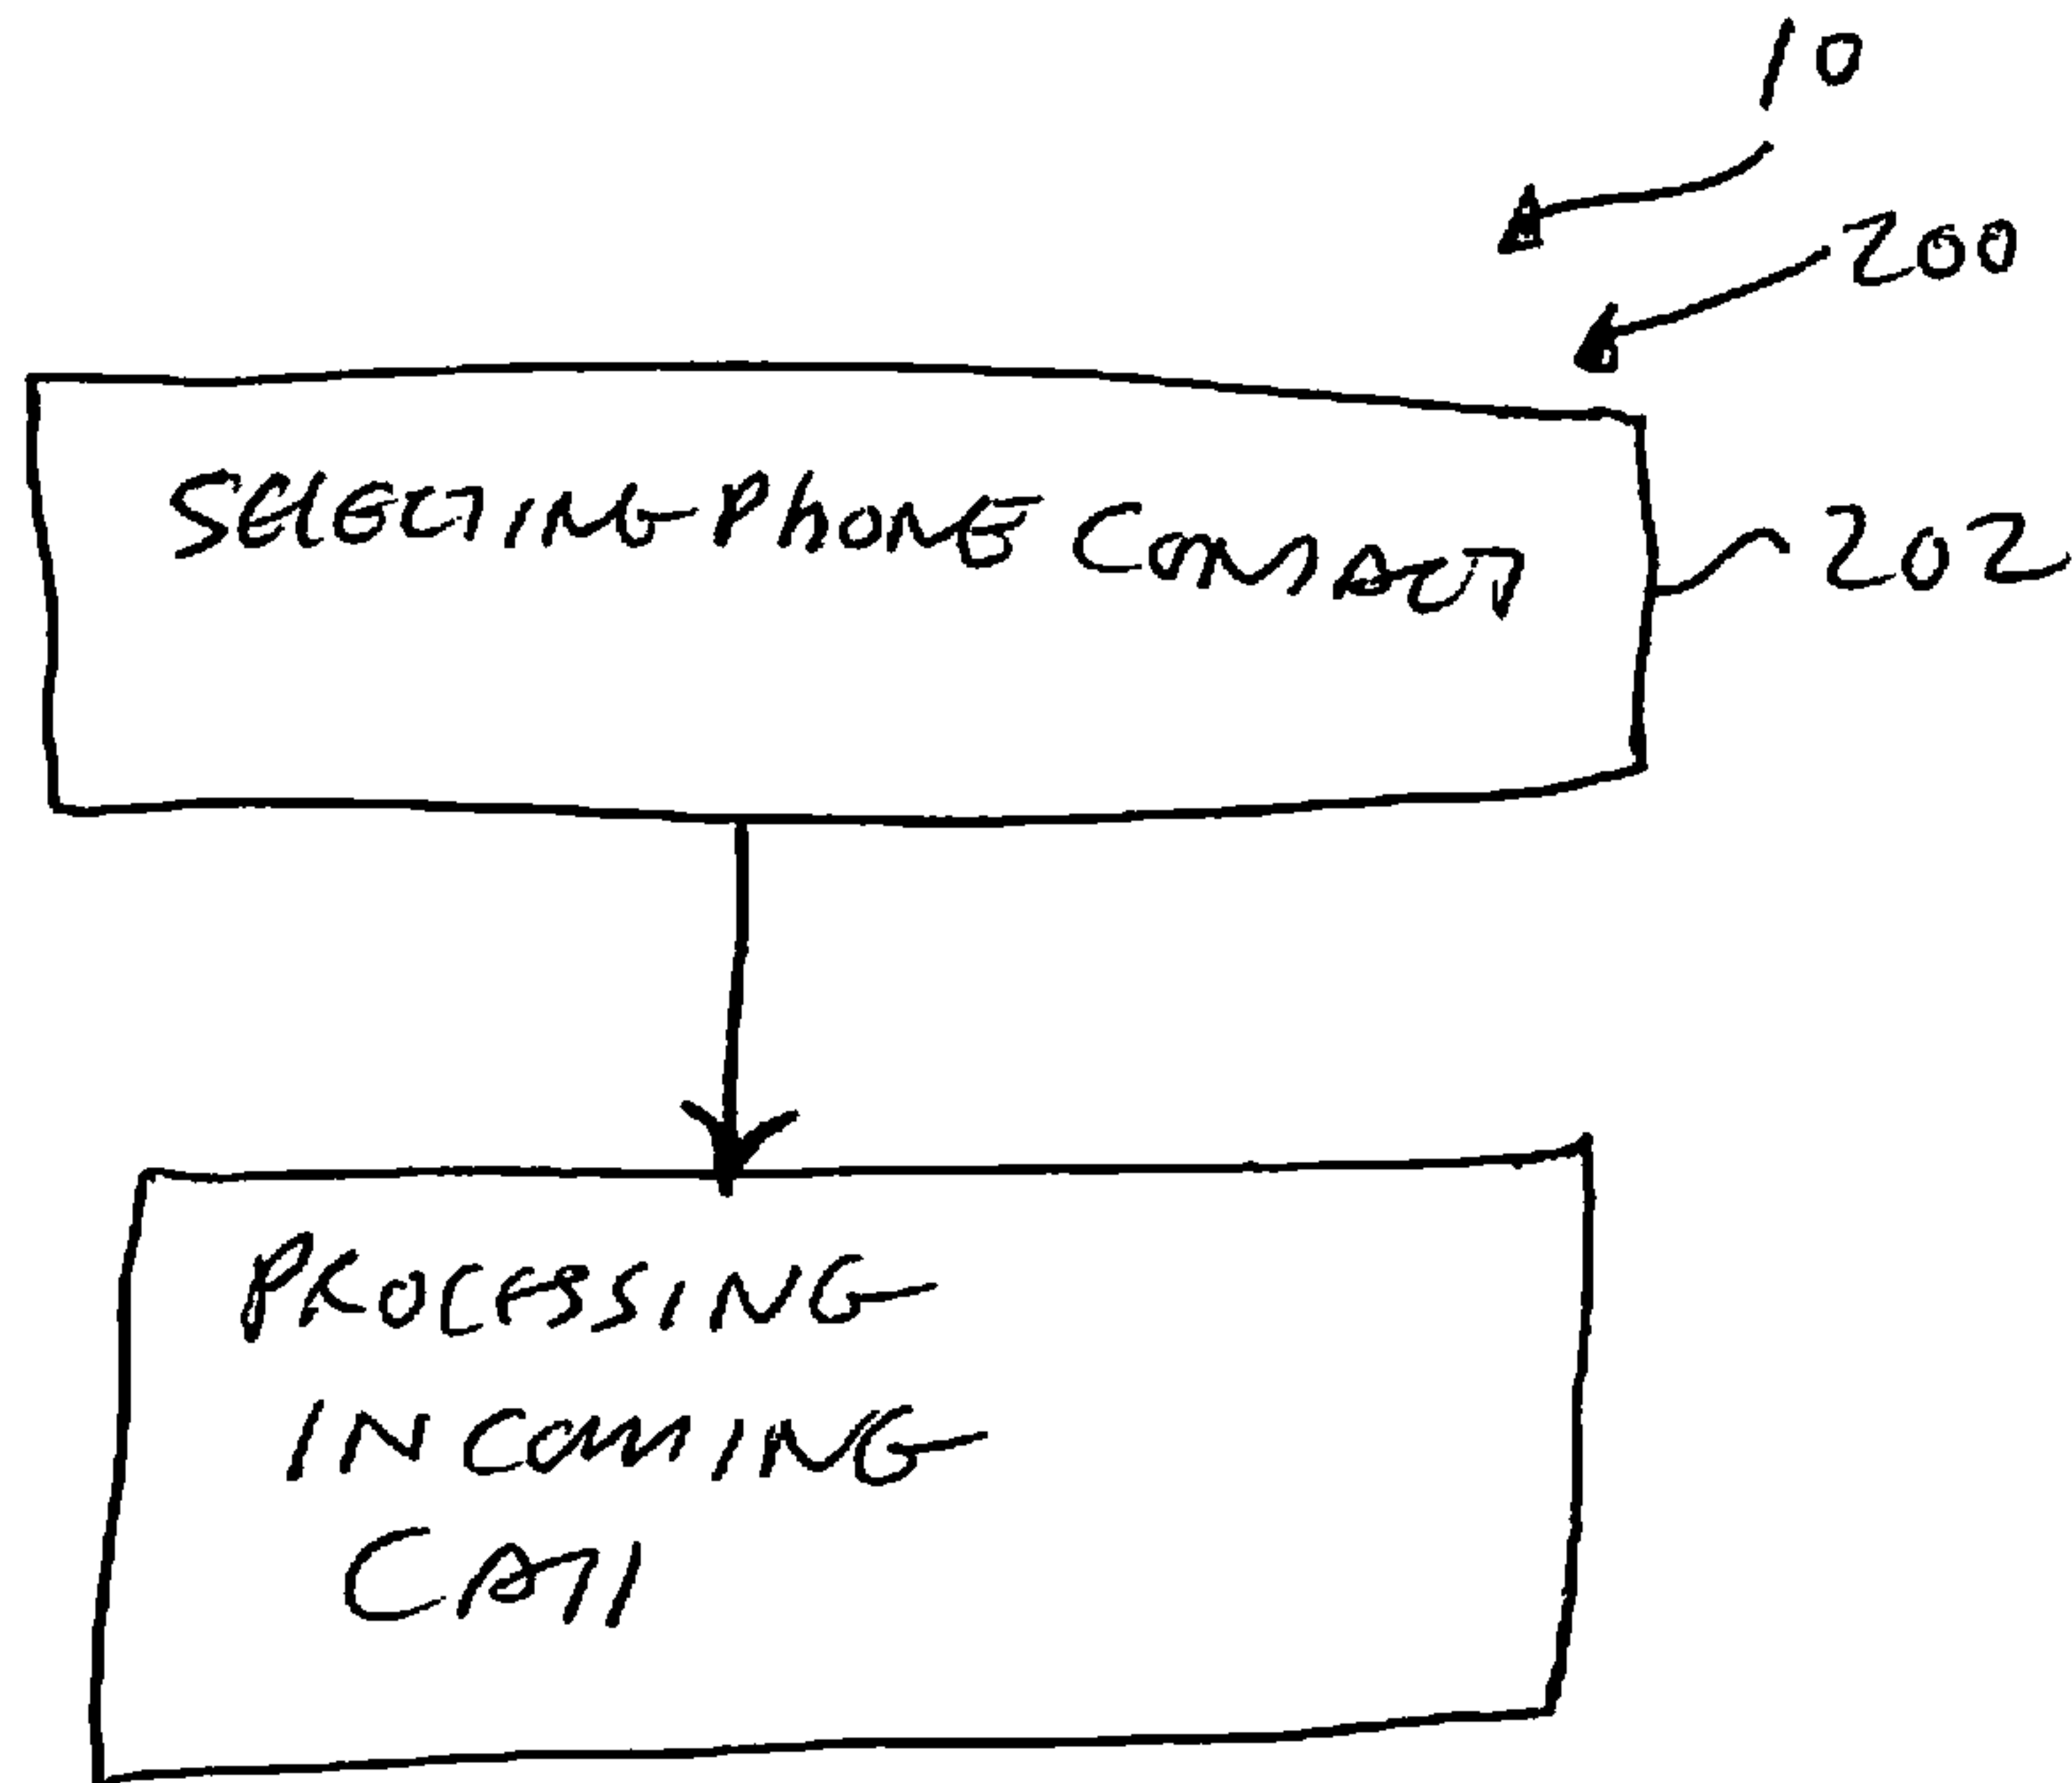 10
200
SElECTING PhONE CONTACT
202
PROCESSING
INCOMING
CAll